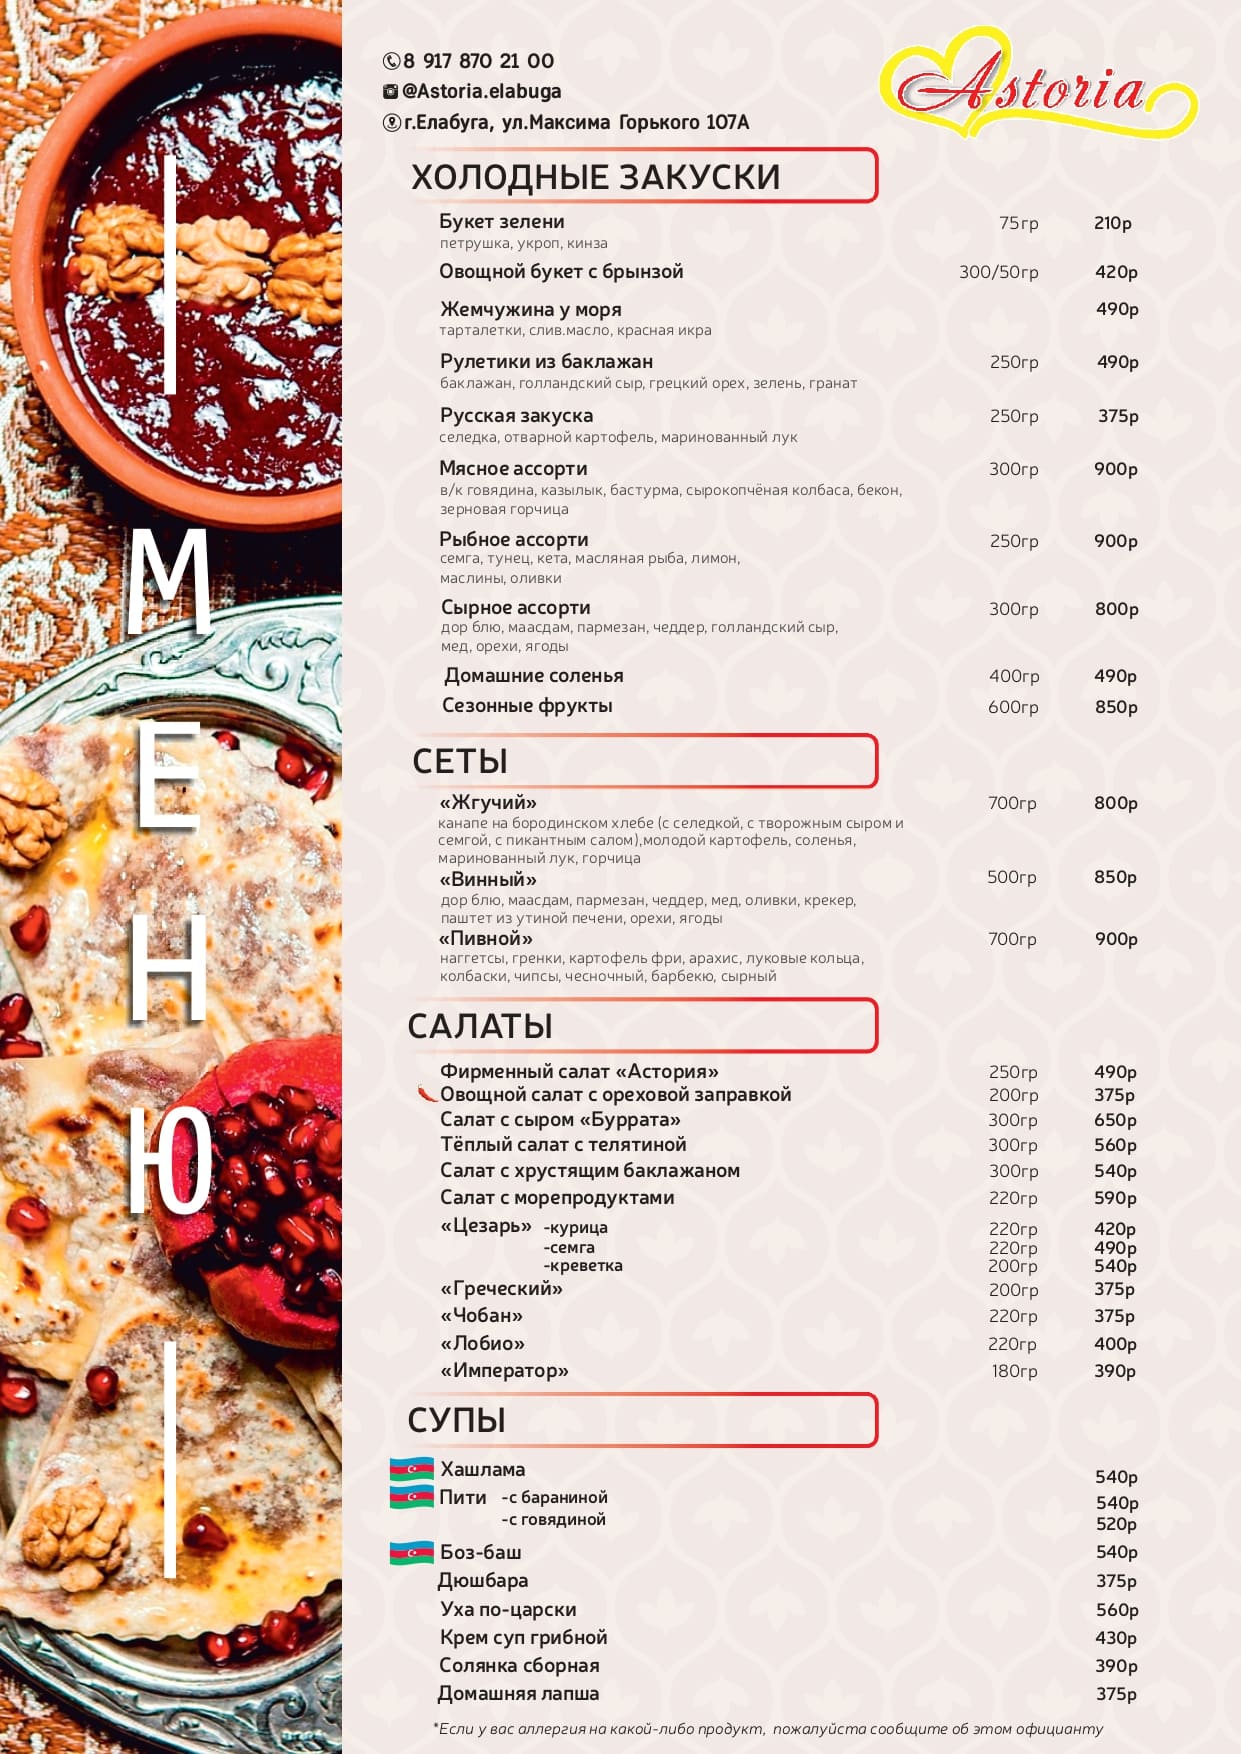 8 917 870 21 00
@Astoria.elabuga
г.Елабуга, ул.Максима Горького 107А
Astoria
МЕНЮ
ХОЛОДНЫЕ ЗАКУСКИ
Букет зелени 75гр 210р
петрушка, укроп, кинза
Овощной букет с брынзой 300/50гр 420р
Жемчужина у моря 490р
тарталетки, слив.масло, красная икра
Рулетики из баклажан 250гр 490р
баклажан, голландский сыр, грецкий орех, зелень, гранат
Русская закуска 250гр 375р
селедка, отварной картофель, маринованный лук
Мясное ассорти 300гр 900р
в/к говядина, казылык, бастурма, сырокопчёная колбаса, бекон,
зерновая горчица
Рыбное ассорти 250гр 900р
семга, тунец, кета, масляная рыба, лимон,
маслины, оливки
Сырное ассорти 300гр 800р
дор блю, маасдам, пармезан, чеддер, голландский сыр,
мед, орехи, ягоды
Домашние соленья 400гр 490р
Сезонные фрукты 600гр 850р
СЕТЫ
«Жгучий» 700гр 800р
канапе на бородинском хлебе (с селедкой, с творожным сыром и
семгой, с пикантным салом),молодой картофель, соленья,
маринованный лук, горчица
«Винный» 500гр 850р
дор блю, маасдам, пармезан, чеддер, мед, оливки, крекер,
паштет из утиной печени, орехи, ягоды
«Пивной» 700гр 900р
наггетсы, гренки, картофель фри, арахис, луковые кольца,
колбаски, чипсы, чесночный, барбекю, сырный
САЛАТЫ
Фирменный салат «Астория» 250гр 490р
Овощной салат с ореховой заправкой 200гр 375р
Салат с сыром «Буррата» 300гр 650р
Тёплый салат с телятиной 300гр 560р
Салат с хрустящим баклажаном 300гр 540р
Салат с морепродуктами 220гр 590р
«Цезарь» -курица 220гр 420р
-семга 220гр 490р
-креветка 200гр 540р
«Греческий» 200гр 375р
«Чобан» 220гр 375р
«Лобио» 220гр 400р
«Император» 180гр 390р
СУПЫ
Хашлама 540р
Пити -с бараниной 540р
-с говядиной 520р
Боз-баш 540р
Дюшбара 375р
Уха по-царски 560р
Крем суп грибной 430р
Солянка сборная 390р
Домашняя лапша 375р
*Если у вас аллергия на какой-либо продукт, пожалуйста сообщите об этом официанту